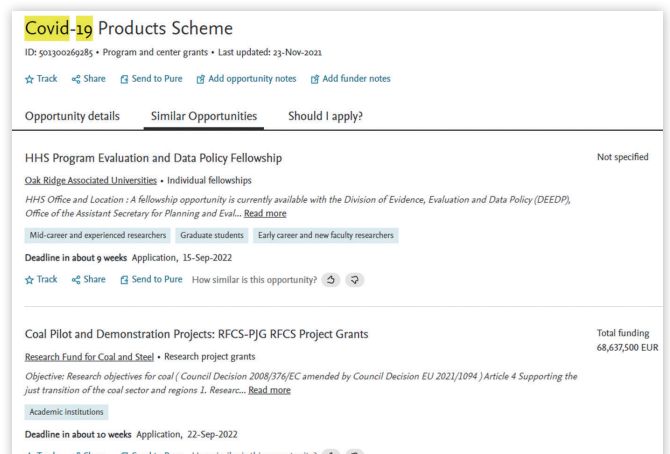 Covid-19 Products Scheme
ID: 501300269285 • Program and center grants • Last updated: 23-Nov-2021
Track Share Send to Pure Add opportunity notes Add funder notes
Opportunity details Similar Opportunities Should I apply?
HHS Program Evaluation and Data Policy Fellowship Not specified
Oak Ridge Associated Universities • Individual fellowships
HHS Office and Location : A fellowship opportunity is currently available with the Division of Evidence, Evaluation and Data Policy (DEEDP),
Office of the Assistant Secretary for Planning and Eval... Read more
Mid-career and experienced researchers Graduate students Early career and new faculty researchers
Deadline in about 9 weeks Application, 15-Sep-2022
Track Share Send to Pure How similar is this opportunity?
Coal Pilot and Demonstration Projects: RFCS-PJG RFCS Project Grants Total funding
68,637,500 EUR
Research Fund for Coal and Steel • Research project grants
Objective: Research objectives for coal ( Council Decision 2008/376/EC amended by Council Decision EU 2021/1094 ) Article 4 Supporting the
just transition of the coal sector and regions 1. Researc... Read more
Academic institutions
Deadline in about 10 weeks Application, 22-Sep-2022